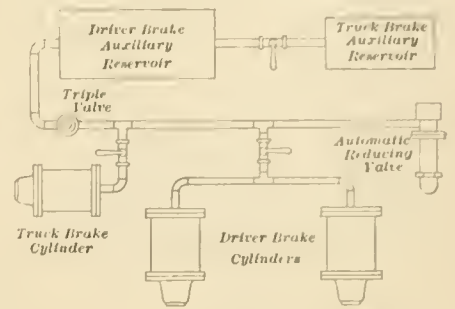 Driver Brake
Auxiliary
Reservoir
Truck Brake
Auxiliary
Reservoir
Triple
Valve
Automatic
Reducing
Valve
Truck Brake
Cylinder
Driver Brake
Cylinders